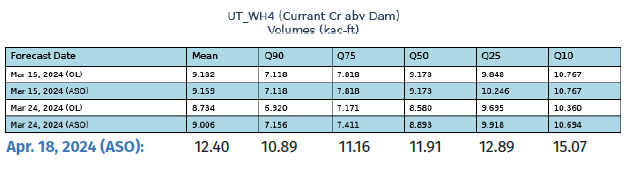 UT_WH4 (Currant Cr abv Dam)
Volumes (kac-ft)
Forecast Date Mean Q90 Q75 Q50 Q25 Q10
Mar 15, 2024 (OL) 9.132 7.118 7.818 9.173 9.848 10.767
Mar 15, 2024 (ASO) 9.159 7.118 7.818 9.173 10.246 10.767
Mar 24, 2024 (OL) 8.734 6.920 7.171 8.580 9.695 10.360
Mar 24, 2024 (ASO) 9.006 7.156 7.411 8.893 9.918 10.694
Apr. 18, 2024 (ASO): 12.40 10.89 11.16 11.91 12.89 15.07